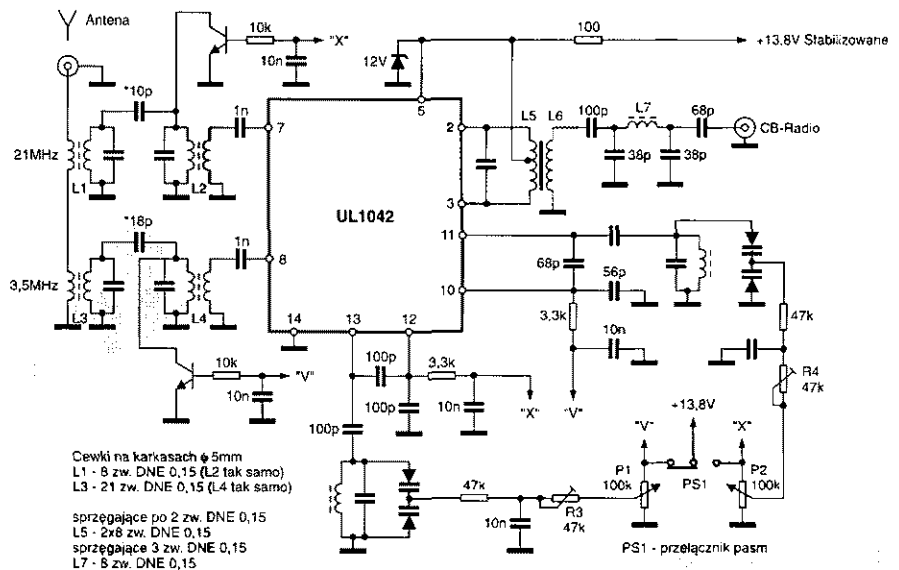 Antena
10k
"X"
10n
12V
100
+13,8V Stabilizowane
*10p
1n
5
7
2
L5
L6
100p
L7
68p
CB-Radio
38p
38p
21MHz
L1
L2
3
UL1042
*18p
1n
8
11
68p
56p
3,5MHz
L3
L4
10
3,3k
10n
47k
14
13
12
10k
"V"
10n
100p
3,3k
100p
10n
"X"
"V"
R4
47k
100p
+13,8V
"V"
"X"
P1
100k
PS1
P2
100k
47k
10n
R3
47k
PS1 - przełącznik pasm
Cewki na karkasach φ 5mm
L1 - 8 zw. DNE 0,15 (L2 tak samo)
L3 - 21 zw. DNE 0,15 (L4 tak samo)
sprzęgające po 2 zw. DNE 0,15
L5 - 2x8 zw. DNE 0,15
sprzęgające 3 zw. DNE 0,15
L7 - 8 zw. DNE 0,15